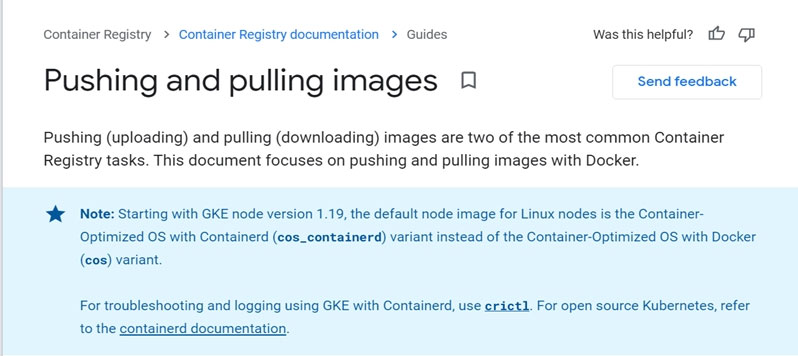 Container Registry > Container Registry documentation > Guides Was this helpful?
Pushing and pulling images
Send feedback
Pushing (uploading) and pulling (downloading) images are two of the most common Container
Registry tasks. This document focuses on pushing and pulling images with Docker.
Note: Starting with GKE node version 1.19, the default node image for Linux nodes is the Container-
Optimized OS with Containerd (cos_containerd) variant instead of the Container-Optimized OS with Docker
(cos) variant.
For troubleshooting and logging using GKE with Containerd, use crictl. For open source Kubernetes, refer
to the containerd documentation.